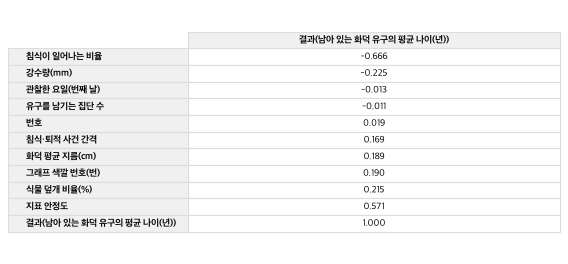 결과(남아 있는 화덕 유구의 평균 나이(년))
침식이 일어나는 비율 -0.666
강수량(mm) -0.225
관찰한 요일(번째 날) -0.013
유구를 남기는 집단 수 -0.011
번호 0.019
침식·퇴적 사건 간격 0.169
화덕 평균 지름(cm) 0.189
그래프 색깔 번호(번) 0.190
식물 덮개 비율(%) 0.215
지표 안정도 0.571
결과(남아 있는 화덕 유구의 평균 나이(년)) 1.000